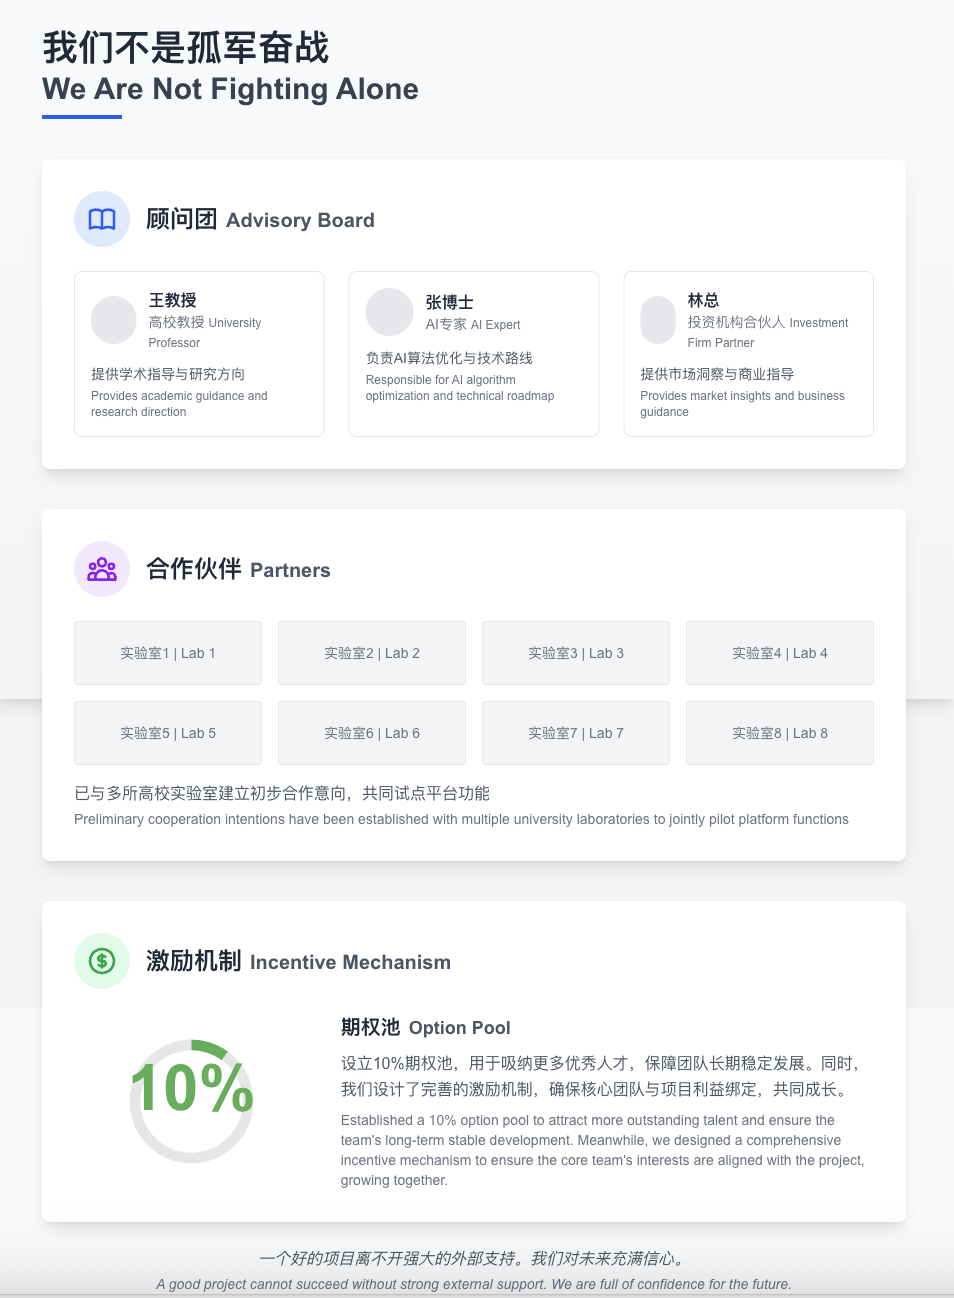 我们不是孤军奋战
We Are Not Fighting Alone
顾问团 Advisory Board
王教授
高校教授 University
Professor
提供学术指导与研究方向
Provides academic guidance and
research direction
张博士
AI专家 AI Expert
负责AI算法优化与技术路线
Responsible for AI algorithm
optimization and technical roadmap
林总
投资机构合伙人 Investment
Firm Partner
提供市场洞察与商业指导
Provides market insights and business
guidance
合作伙伴 Partners
实验室1 | Lab 1
实验室2 | Lab 2
实验室3 | Lab 3
实验室4 | Lab 4
实验室5 | Lab 5
实验室6 | Lab 6
实验室7 | Lab 7
实验室8 | Lab 8
已与多所高校实验室建立初步合作意向，共同试点平台功能
Preliminary cooperation intentions have been established with multiple university laboratories to jointly pilot platform functions
激励机制 Incentive Mechanism
10%
期权池 Option Pool
设立10%期权池，用于吸纳更多优秀人才，保障团队长期稳定发展。同时，
我们设计了完善的激励机制，确保核心团队与项目利益绑定，共同成长。
Established a 10% option pool to attract more outstanding talent and ensure the
team's long-term stable development. Meanwhile, we designed a comprehensive
incentive mechanism to ensure the core team's interests are aligned with the project,
growing together.
一个好的项目离不开强大的外部支持。我们对未来充满信心。
A good project cannot succeed without strong external support. We are full of confidence for the future.